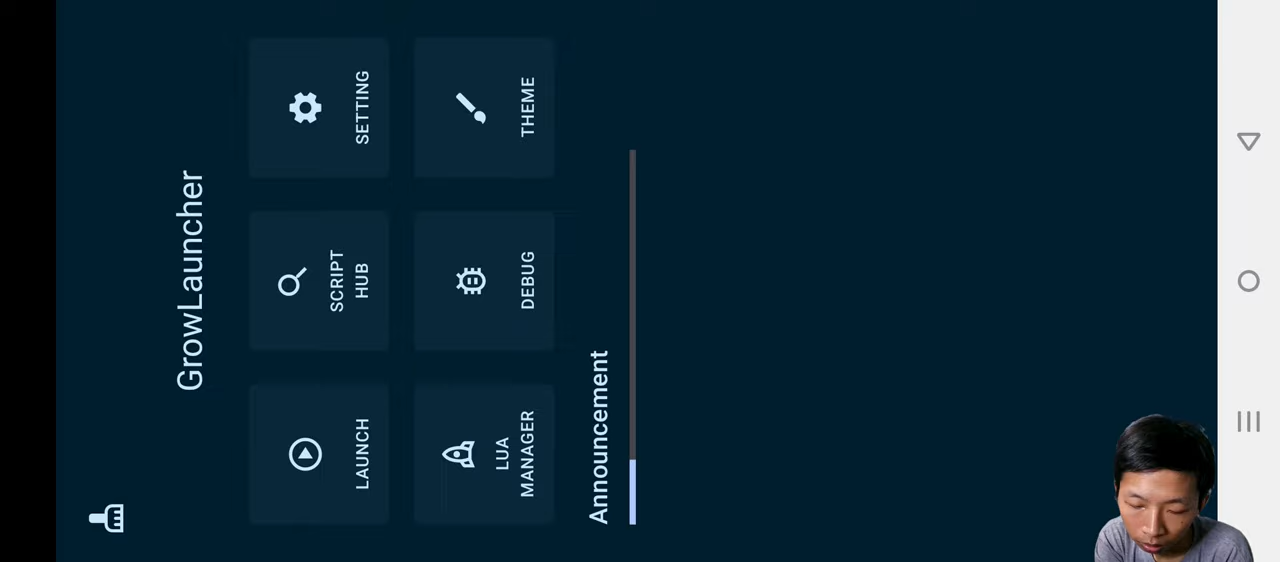 GrowLauncher
LAUNCH
SCRIPT
HUB
SETTING
LUA
MANAGER
DEBUG
THEME
Announcement